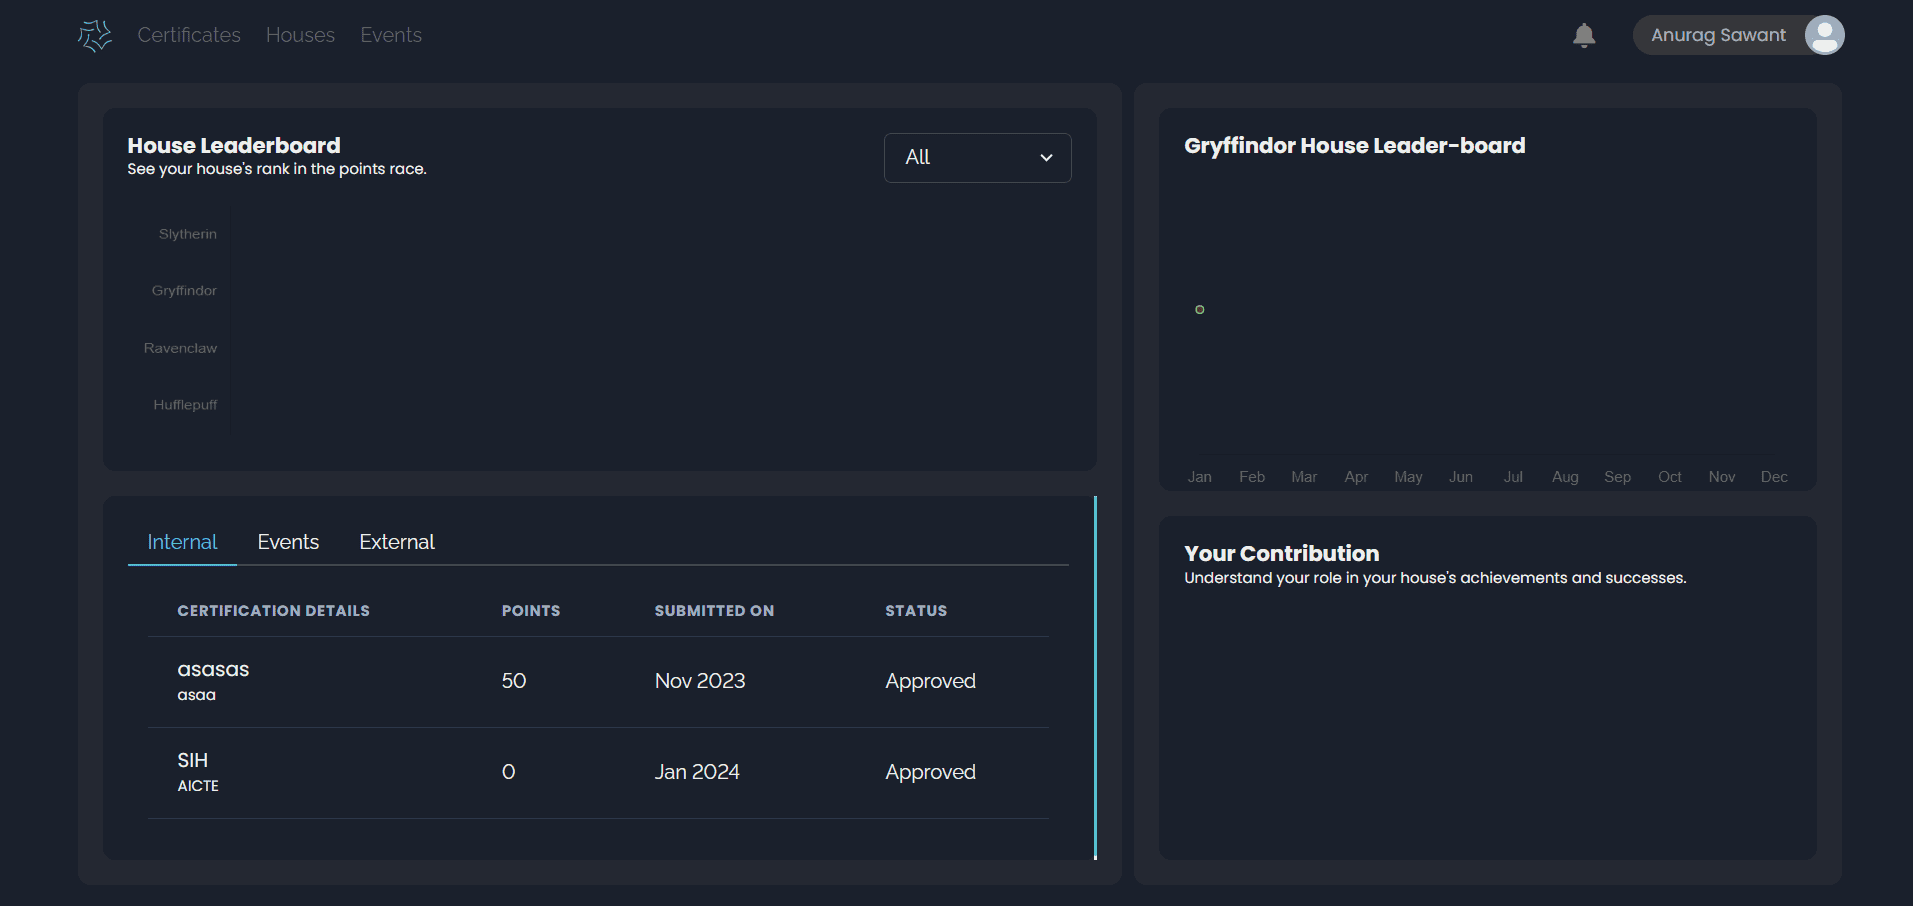 Certificates Houses Events
Anurag Sawant
House Leaderboard
See your house's rank in the points race.
All
Slytherin
Gryffindor
Ravenclaw
Hufflepuff
Internal Events External
CERTIFICATION DETAILS POINTS SUBMITTED ON STATUS
asasas
asaa
50 Nov 2023 Approved
SIH
AICTE
0 Jan 2024 Approved
Gryffindor House Leader-board
Jan Feb Mar Apr May Jun Jul Aug Sep Oct Nov Dec
Your Contribution
Understand your role in your house's achievements and successes.